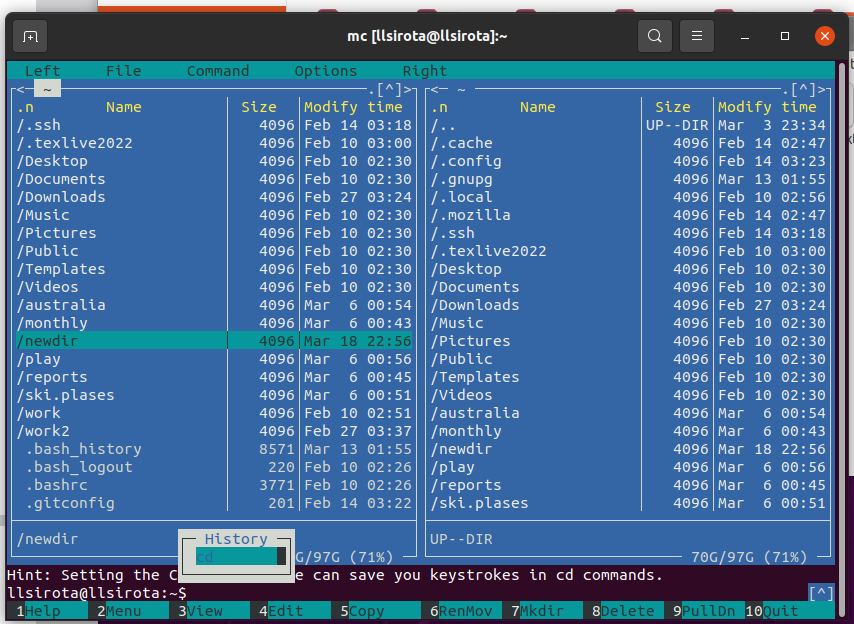 mc [llsirota@llsirota]:~
Left File Command Options Right
<─ ~ ─.[^]>
.n Name Size Modify time
/.ssh 4096 Feb 14 03:18
/.texlive2022 4096 Feb 10 03:00
/Desktop 4096 Feb 10 02:30
/Documents 4096 Feb 10 02:30
/Downloads 4096 Feb 27 03:24
/Music 4096 Feb 10 02:30
/Pictures 4096 Feb 10 02:30
/Public 4096 Feb 10 02:30
/Templates 4096 Feb 10 02:30
/Videos 4096 Feb 10 02:30
/australia 4096 Mar 6 00:54
/monthly 4096 Mar 6 00:43
/newdir 4096 Mar 18 22:56
/play 4096 Mar 6 00:56
/reports 4096 Mar 6 00:45
/ski.plases 4096 Mar 6 00:51
/work 4096 Feb 10 02:51
/work2 4096 Feb 27 03:37
.bash_history 8571 Mar 13 01:55
.bash_logout 220 Feb 10 02:26
.bashrc 3771 Feb 10 02:26
.gitconfig 201 Feb 14 03:22
/newdir
G/97G (71%)
<─ ~ ─.[^]>
.n Name Size Modify time
/.. UP--DIR Mar 3 23:34
/.cache 4096 Feb 14 02:47
/.config 4096 Feb 14 03:23
/.gnupg 4096 Mar 13 01:55
/.local 4096 Feb 10 02:56
/.mozilla 4096 Feb 14 02:47
/.ssh 4096 Feb 14 03:18
/.texlive2022 4096 Feb 10 03:00
/Desktop 4096 Feb 10 02:30
/Documents 4096 Feb 10 02:30
/Downloads 4096 Feb 27 03:24
/Music 4096 Feb 10 02:30
/Pictures 4096 Feb 10 02:30
/Public 4096 Feb 10 02:30
/Templates 4096 Feb 10 02:30
/Videos 4096 Feb 10 02:30
/australia 4096 Mar 6 00:54
/monthly 4096 Mar 6 00:43
/newdir 4096 Mar 18 22:56
/play 4096 Mar 6 00:56
/reports 4096 Mar 6 00:45
/ski.plases 4096 Mar 6 00:51
UP--DIR
70G/97G (71%)
History
cd
Hint: Setting the C e can save you keystrokes in cd commands.
llsirota@llsirota:~$ [^]
1Help 2Menu 3View 4Edit 5Copy 6RenMov 7Mkdir 8Delete 9PullDn 10Quit